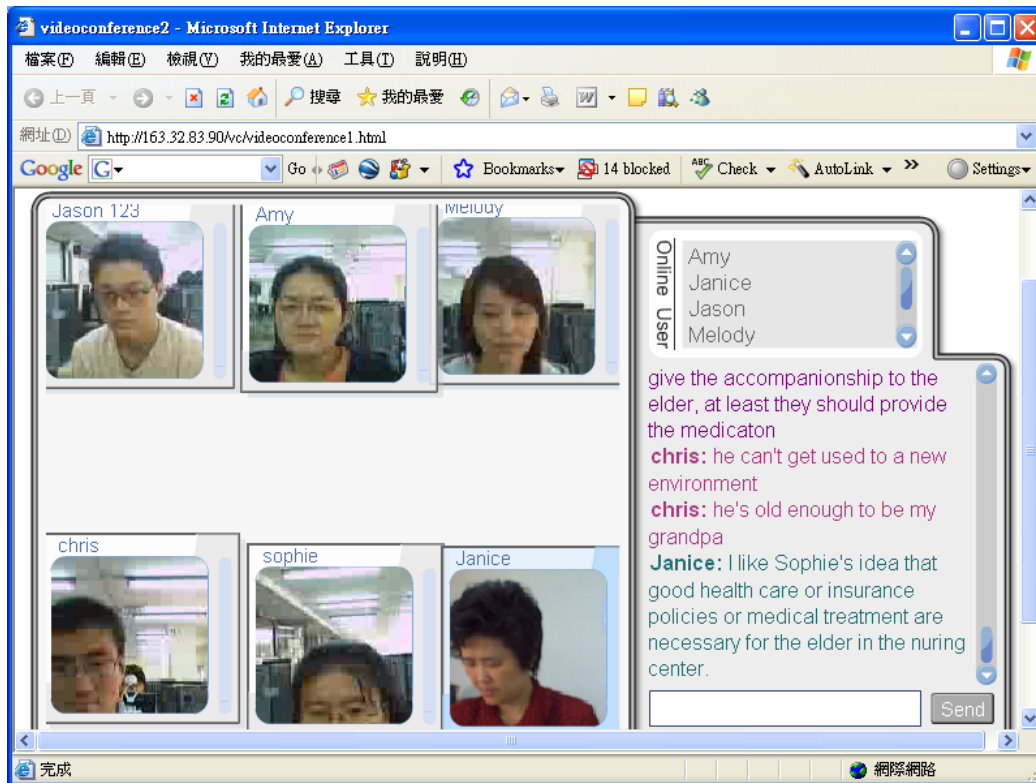 videoconference2 - Microsoft Internet Explorer
檔案(F) 編輯(E) 檢視(V) 我的最愛(A) 工具(T) 說明(H)
上一頁 搜尋 我的最愛
網址(D) http://163.32.83.90/vc/videoconference1.html
Google G Go Bookmarks 14 blocked ABC Check AutoLink » Settings
Jason 123
Amy
Melody
chris
sophie
Janice
Online User
Amy
Janice
Jason
Melody
give the accompanionship to the
elder, at least they should provide
the medicaton
chris: he can't get used to a new
environment
chris: he's old enough to be my
grandpa
Janice: I like Sophie's idea that
good health care or insurance
policies or medical treatment are
necessary for the elder in the nuring
center.
Send
完成 網際網路